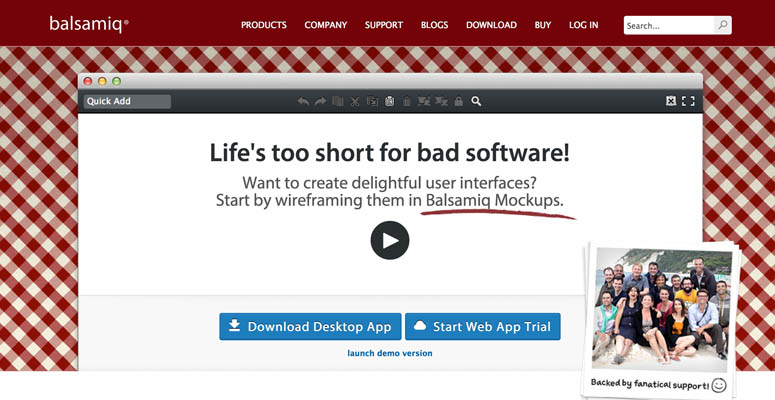 balsamiq®
PRODUCTS COMPANY SUPPORT BLOGS DOWNLOAD BUY LOG IN
Search...
Quick Add
Life's too short for bad software!
Want to create delightful user interfaces?
Start by wireframing them in Balsamiq Mockups.
Download Desktop App
Start Web App Trial
launch demo version
Backed by fanatical support!